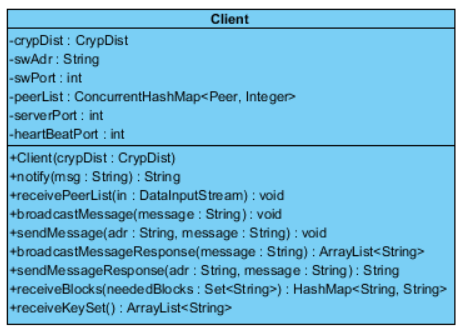 Client
-crypDist : CrypDist
-swAdr : String
-swPort : int
-peerList : ConcurrentHashMap<Peer, Integer>
-serverPort : int
-heartBeatPort : int
+Client(crypDist : CrypDist)
+notify(msg : String) : String
+receivePeerList(in : DataInputStream) : void
+broadcastMessage(message : String) : void
+sendMessage(adr : String, message : String) : void
+broadcastMessageResponse(message : String) : ArrayList<String>
+sendMessageResponse(adr : String, message : String) : String
+receiveBlocks(neededBlocks : Set<String>) : HashMap<String, String>
+receiveKeySet() : ArrayList<String>